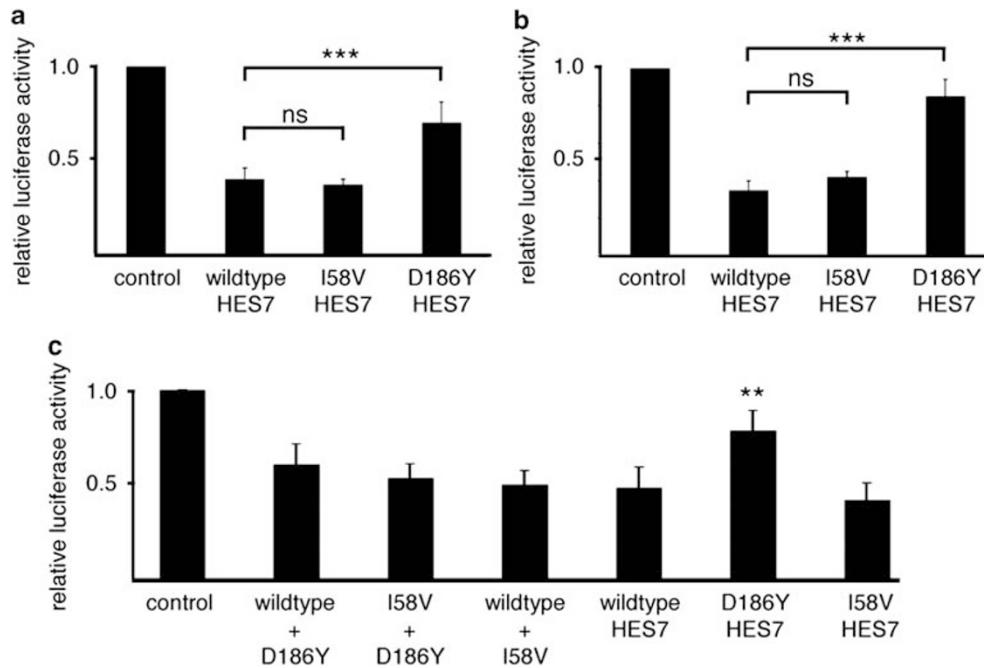 a
relative luciferase activity
1.0
0.5
***
ns
control
wildtype
HES7
I58V
HES7
D186Y
HES7
b
relative luciferase activity
1.0
0.5
***
ns
control
wildtype
HES7
I58V
HES7
D186Y
HES7
c
relative luciferase activity
1.0
0.5
**
control
wildtype
+
D186Y
I58V
+
D186Y
wildtype
+
I58V
wildtype
HES7
D186Y
HES7
I58V
HES7